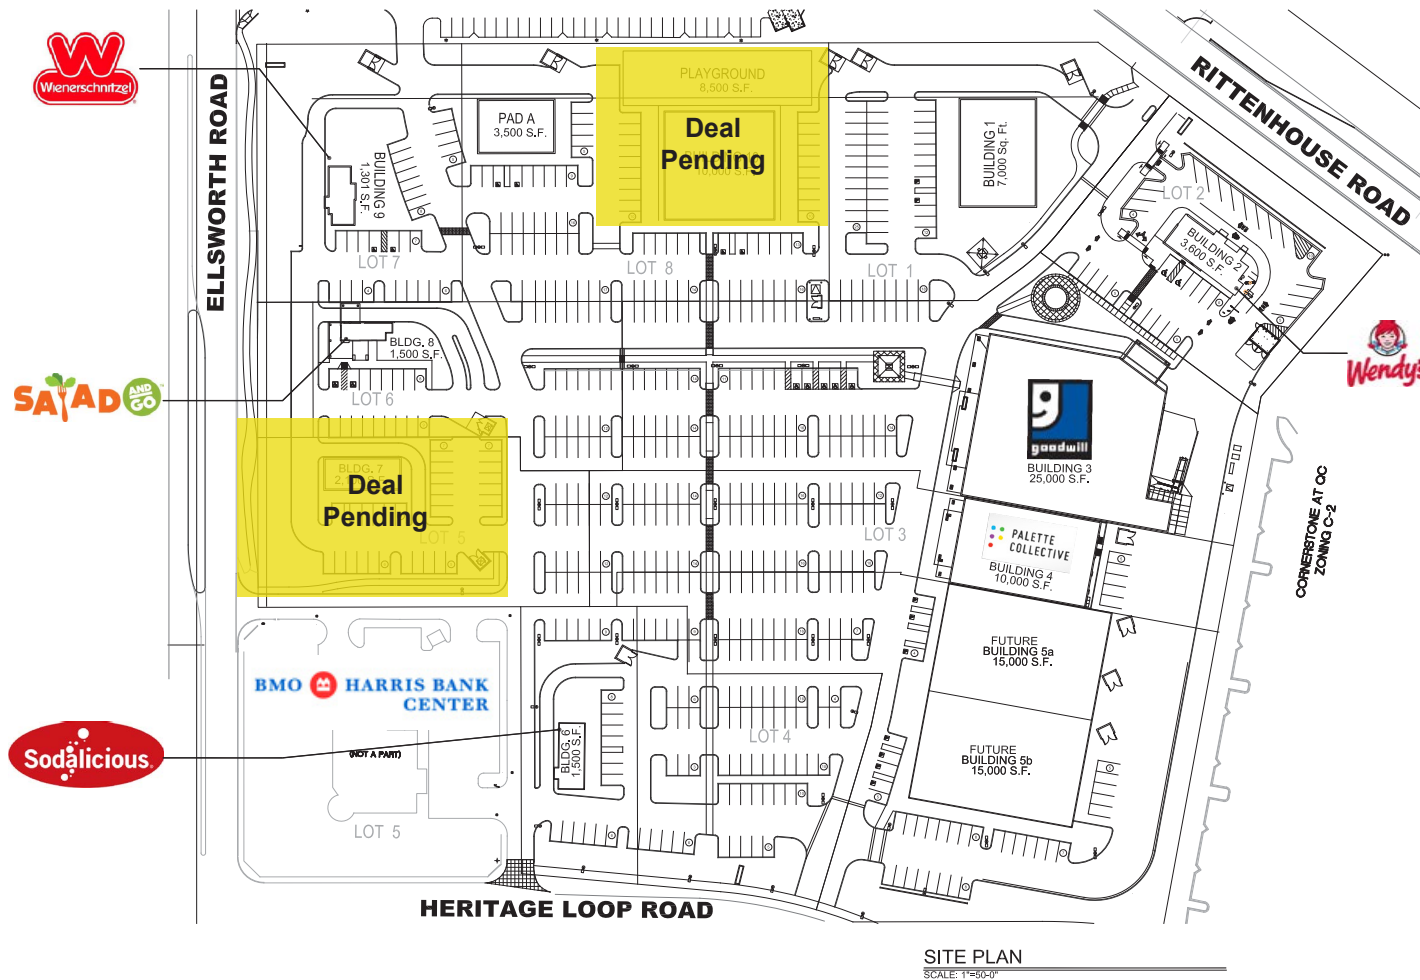 W
Wienerschnitzel
ELLSWORTH ROAD
PLAYGROUND
8,500 S.F.
Deal
Pending
10,000 S.F.
PAD A
3,500 S.F.
BUILDING 9
1,301 S.F.
BUILDING 1
7,000 Sq. Ft.
RITTENHOUSE ROAD
LOT 2
BUILDING 2
3,600 S.F.
LOT 7
LOT 8
LOT 1
BLDG. 8
1,500 S.F.
Wendy's
SALAD AND GO
LOT 6
goodwill
BUILDING 3
25,000 S.F.
BLDG. 7
Deal
Pending
LOT 5
LOT 3
CORNERSTONE AT QC
ZONING C-2
PALETTE
COLLECTIVE
BUILDING 4
10,000 S.F.
FUTURE
BUILDING 5a
15,000 S.F.
BMO HARRIS BANK
CENTER
Sodalicious
(NOT A PART)
BLDG. 6
1,500 S.F.
LOT 4
FUTURE
BUILDING 5b
15,000 S.F.
LOT 5
HERITAGE LOOP ROAD
SITE PLAN
SCALE: 1"=50-0"